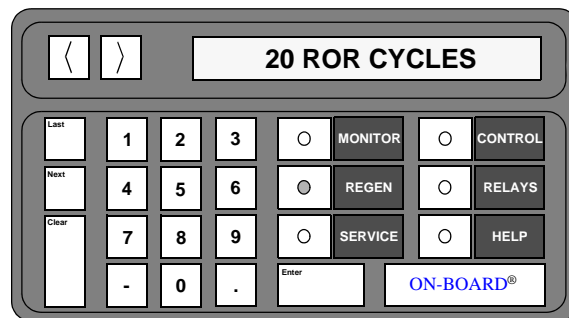 〈 〉 20 ROR CYCLES
Last 1 2 3 MONITOR CONTROL
Next 4 5 6 REGEN RELAYS
Clear 7 8 9 SERVICE HELP
- 0 . Enter ON-BOARD®